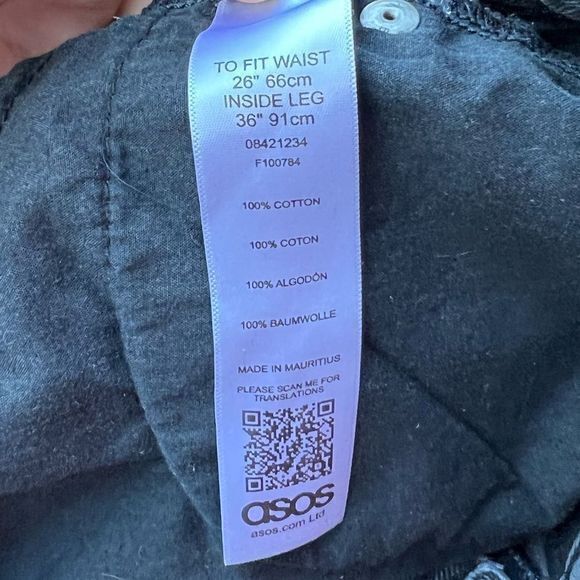 TO FIT WAIST
26" 66cm
INSIDE LEG
36" 91cm
08421234
F100784
100% COTTON
100% COTON
100% ALGODÓN
100% BAUMWOLLE
MADE IN MAURITIUS
PLEASE SCAN ME FOR
TRANSLATIONS
asos
asos.com Ltd